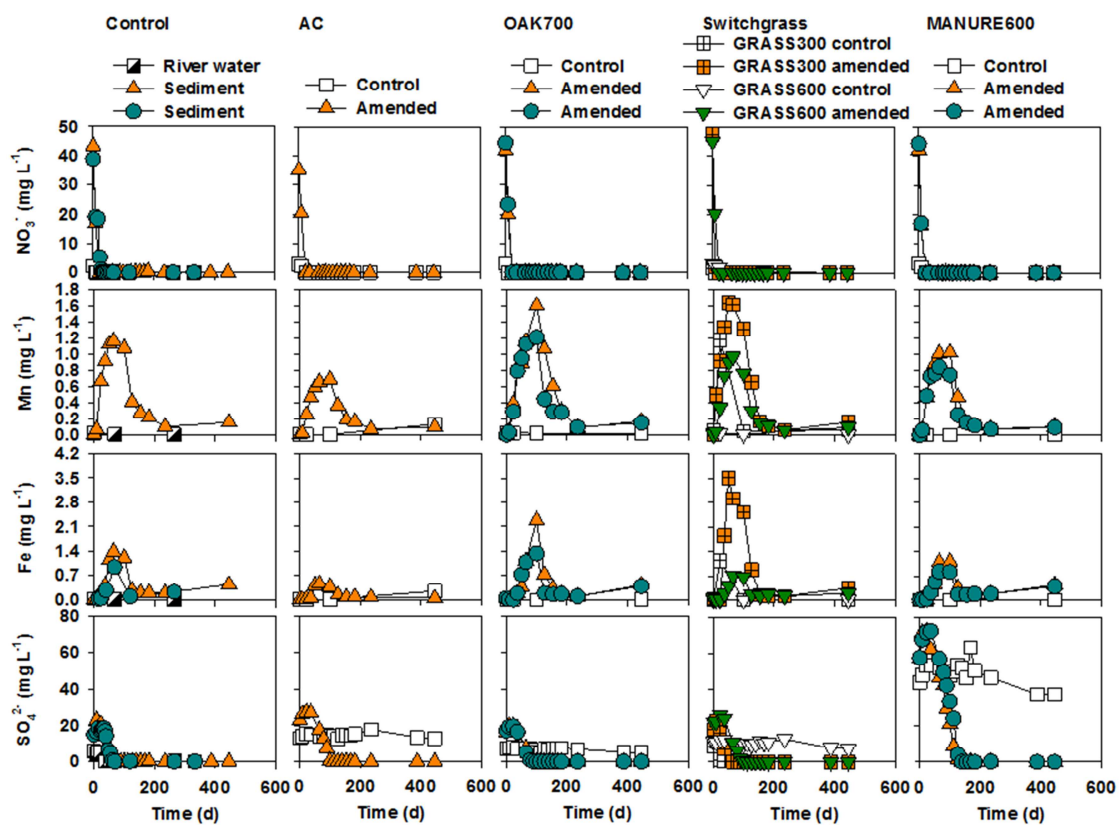 Control AC OAK700 Switchgrass MANURE600
River water
Sediment
Sediment
Control
Amended
Control
Amended
Amended
GRASS300 control
GRASS300 amended
GRASS600 control
GRASS600 amended
Control
Amended
Amended
NO3- (mg L-1)
50
40
30
20
10
0
Mn (mg L-1)
1.8
1.6
1.4
1.2
1.0
0.8
0.6
0.4
0.2
0.0
Fe (mg L-1)
4.2
3.5
2.8
2.1
1.4
0.7
0.0
SO4 2- (mg L-1)
80
60
40
20
0
0 200 400 600 0 200 400 600 0 200 400 600 0 200 400 600 0 200 400 600
Time (d) Time (d) Time (d) Time (d) Time (d)